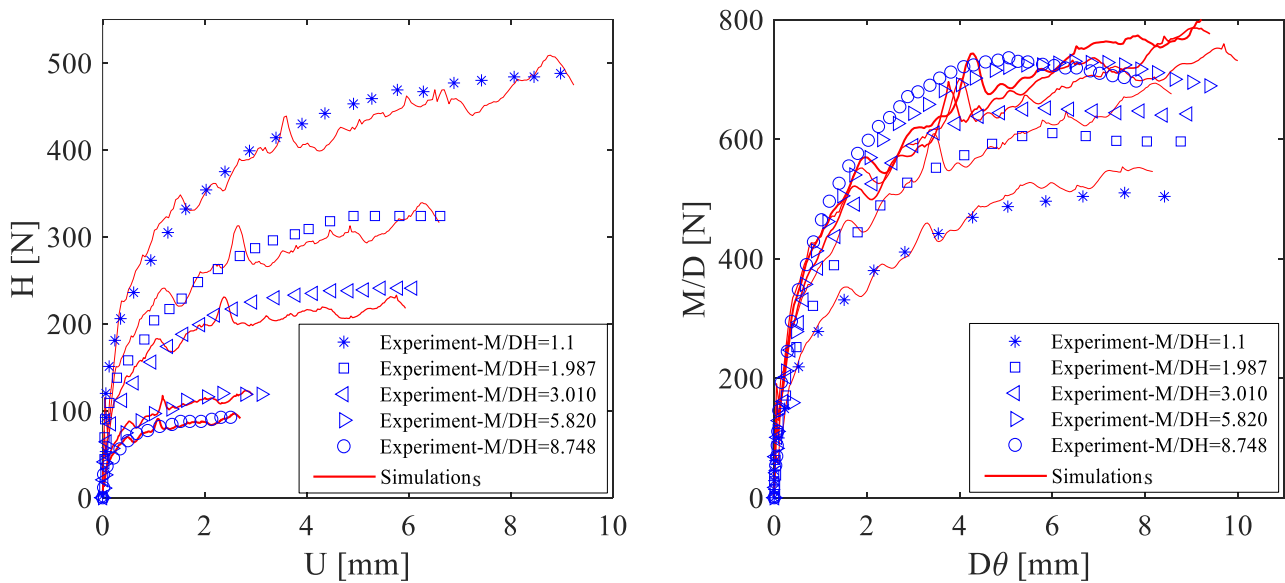 500
400
300
200
100
0
H [N]
Experiment-M/DH=1.1
Experiment-M/DH=1.987
Experiment-M/DH=3.010
Experiment-M/DH=5.820
Experiment-M/DH=8.748
Simulations
0 2 4 6 8 10
U [mm]
800
600
400
200
0
M/D [N]
Experiment-M/DH=1.1
Experiment-M/DH=1.987
Experiment-M/DH=3.010
Experiment-M/DH=5.820
Experiment-M/DH=8.748
Simulations
0 2 4 6 8 10
Dθ [mm]